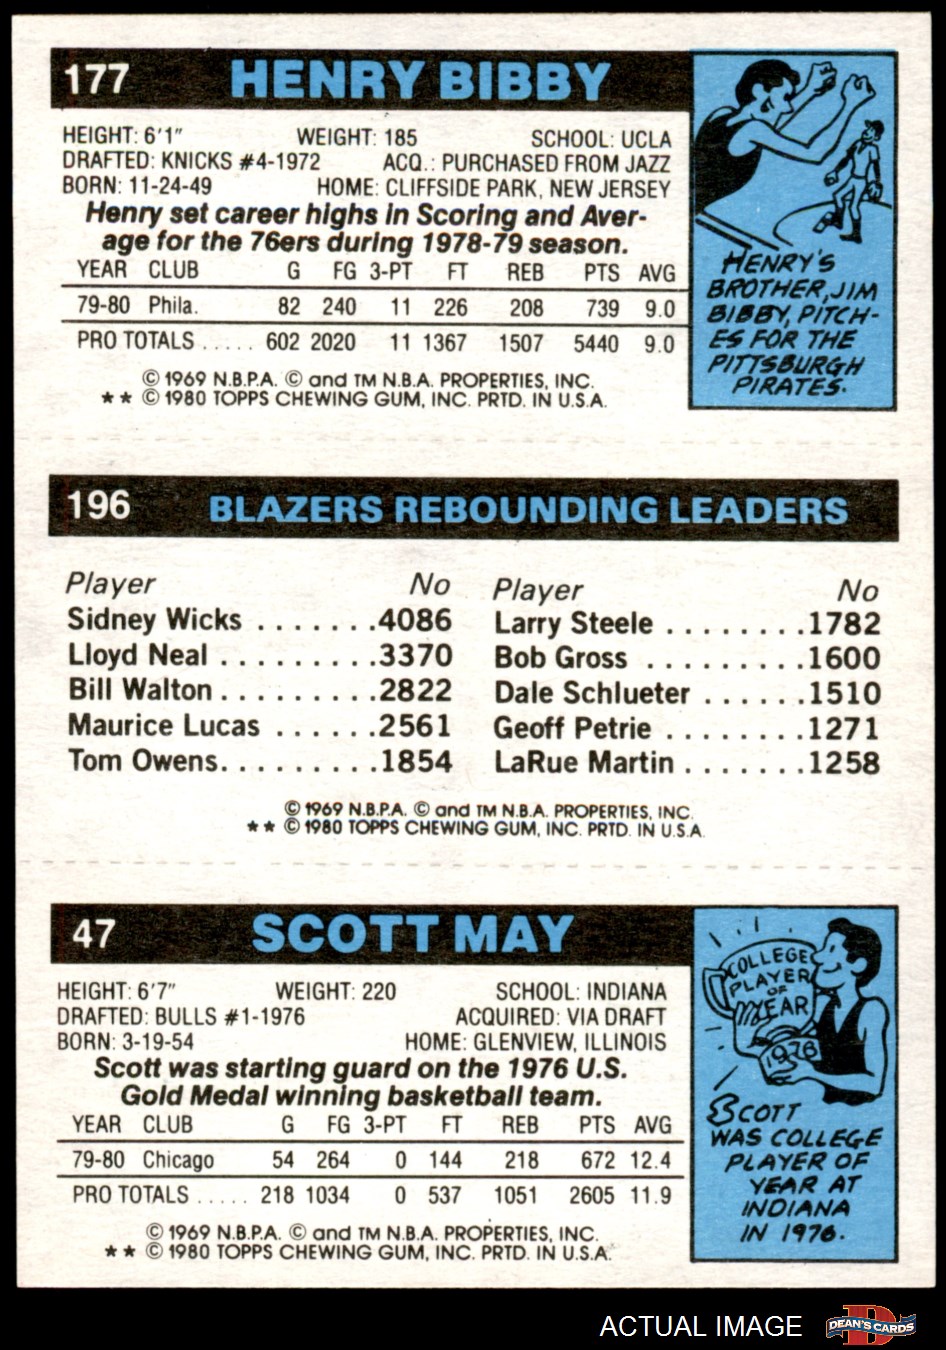 177 HENRY BIBBY
HEIGHT: 6'1" WEIGHT: 185 SCHOOL: UCLA
DRAFTED: KNICKS #4-1972 ACQ.: PURCHASED FROM JAZZ
BORN: 11-24-49 HOME: CLIFFSIDE PARK, NEW JERSEY
Henry set career highs in Scoring and Aver-
age for the 76ers during 1978-79 season.
YEAR CLUB G FG 3-PT FT REB PTS AVG
79-80 Phila. 82 240 11 226 208 739 9.0
PRO TOTALS ..... 602 2020 11 1367 1507 5440 9.0
© 1969 N.B.P.A. © and TM N.B.A. PROPERTIES, INC.
** © 1980 TOPPS CHEWING GUM, INC. PRTD. IN U.S.A.
HENRY'S
BROTHER, JIM
BIBBY, PITCH-
ES FOR THE
PITTSBURGH
PIRATES.
196 BLAZERS REBOUNDING LEADERS
Player No Player No
Sidney Wicks .......4086 Larry Steele ........1782
Lloyd Neal .........3370 Bob Gross .........1600
Bill Walton .........2822 Dale Schlueter ......1510
Maurice Lucas ......2561 Geoff Petrie ........1271
Tom Owens.........1854 LaRue Martin .......1258
© 1969 N.B.P.A. © and TM N.B.A. PROPERTIES, INC.
** © 1980 TOPPS CHEWING GUM, INC. PRTD. IN U.S.A.
47 SCOTT MAY
HEIGHT: 6'7" WEIGHT: 220 SCHOOL: INDIANA
DRAFTED: BULLS #1-1976 ACQUIRED: VIA DRAFT
BORN: 3-19-54 HOME: GLENVIEW, ILLINOIS
Scott was starting guard on the 1976 U.S.
Gold Medal winning basketball team.
YEAR CLUB G FG 3-PT FT REB PTS AVG
79-80 Chicago 54 264 0 144 218 672 12.4
PRO TOTALS ..... 218 1034 0 537 1051 2605 11.9
© 1969 N.B.P.A. © and TM N.B.A. PROPERTIES, INC.
** © 1980 TOPPS CHEWING GUM, INC. PRTD. IN U.S.A.
COLLEGE
PLAYER
OF
YEAR
1976
SCOTT
WAS COLLEGE
PLAYER OF
YEAR AT
INDIANA
IN 1976.
ACTUAL IMAGE
D
DEAN'S CARDS